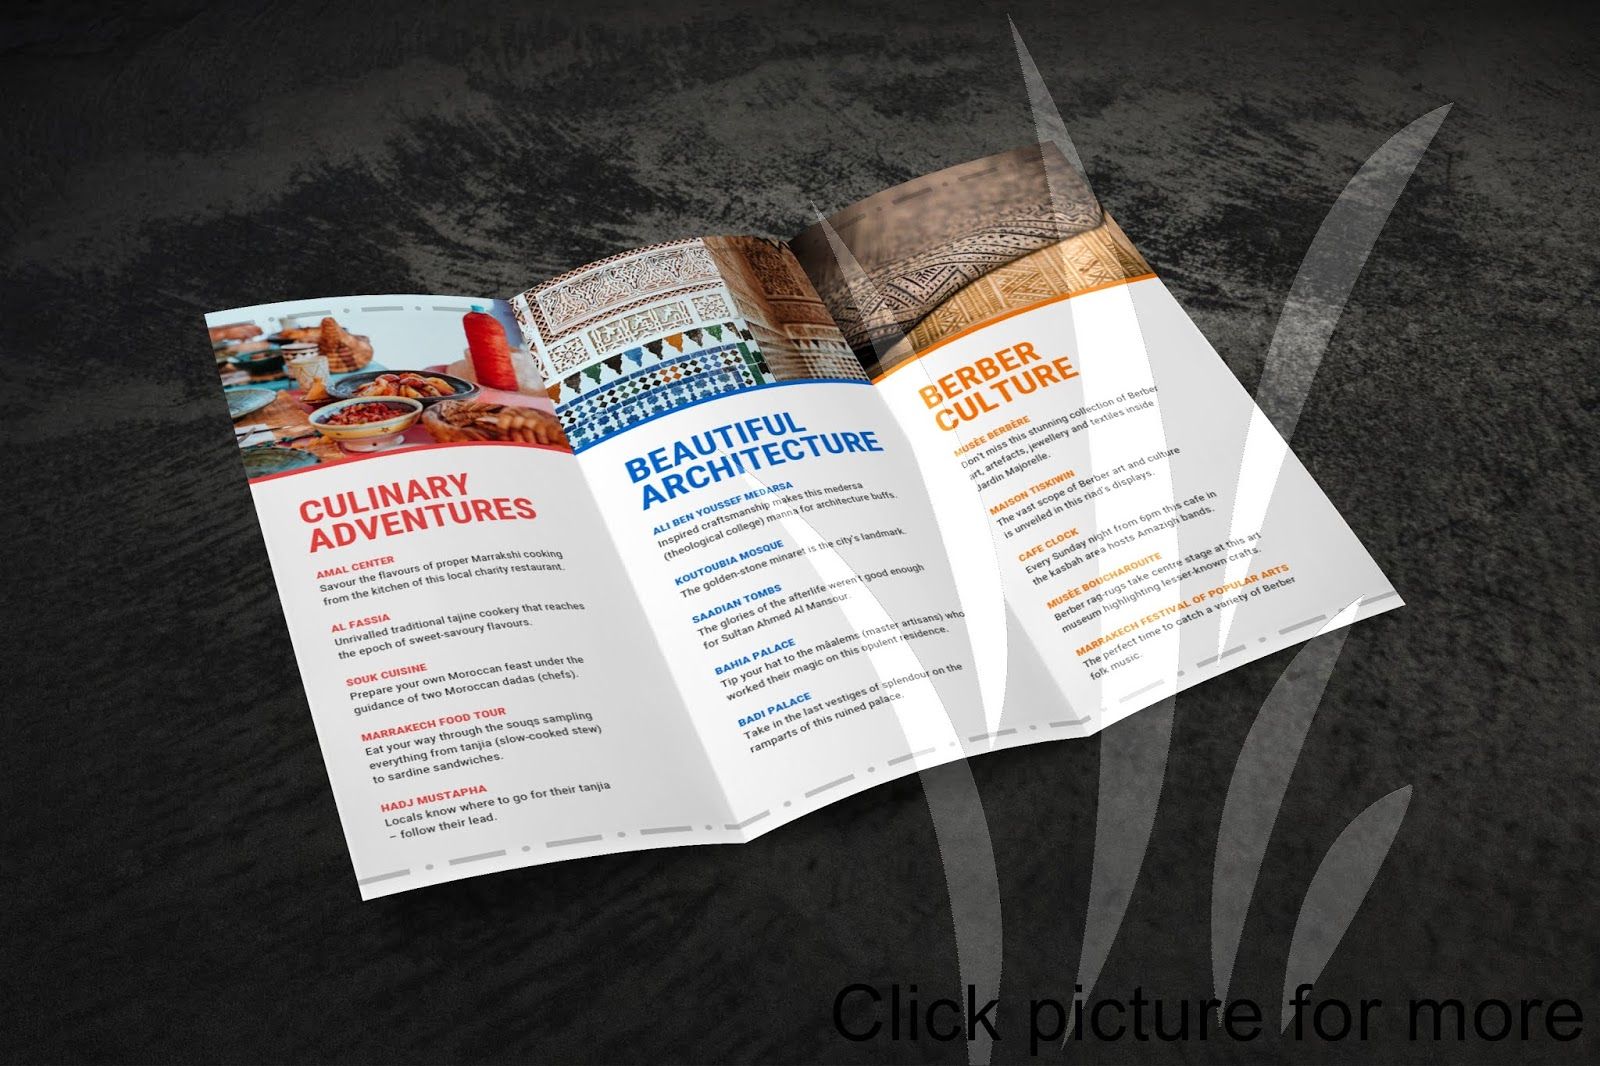 CULINARY
ADVENTURES
AMAL CENTER
Savour the flavours of proper Marrakshi cooking
from the kitchen of this local charity restaurant.
AL FASSIA
Unrivalled traditional tajine cookery that reaches
the epoch of sweet-savoury flavours.
SOUK CUISINE
Prepare your own Moroccan feast under the
guidance of two Moroccan dadas (chefs).
MARRAKECH FOOD TOUR
Eat your way through the souqs sampling
everything from tanjia (slow-cooked stew)
to sardine sandwiches.
HADJ MUSTAPHA
Locals know where to go for their tanjia
– follow their lead.
BEAUTIFUL
ARCHITECTURE
ALI BEN YOUSSEF MEDARSA
Inspired craftsmanship makes this medersa
(theological college) manna for architecture buffs.
KOUTOUBIA MOSQUE
The golden-stone minaret is the city's landmark.
SAADIAN TOMBS
The glories of the afterlife weren't good enough
for Sultan Ahmed Al Mansour.
BAHIA PALACE
Tip your hat to the mâalems (master artisans) who
worked their magic on this opulent residence.
BADI PALACE
Take in the last vestiges of splendour on the
ramparts of this ruined palace.
BERBER
CULTURE
MUSÈE BERBÈRE
Don't miss this stunning collection of Berber
art, artefacts, jewellery and textiles inside
Jardin Majorelle.
MAISON TISKIWIN
The vast scope of Berber art and culture
is unveiled in this riad's displays.
CAFE CLOCK
Every Sunday night from 6pm this cafe in
the kasbah area hosts Amazigh bands.
MUSÈE BOUCHAROUITE
Berber rag-rugs take centre stage at this art
museum highlighting lesser-known crafts.
MARRAKECH FESTIVAL OF POPULAR ARTS
The perfect time to catch a variety of Berber
folk music.
Click picture for more